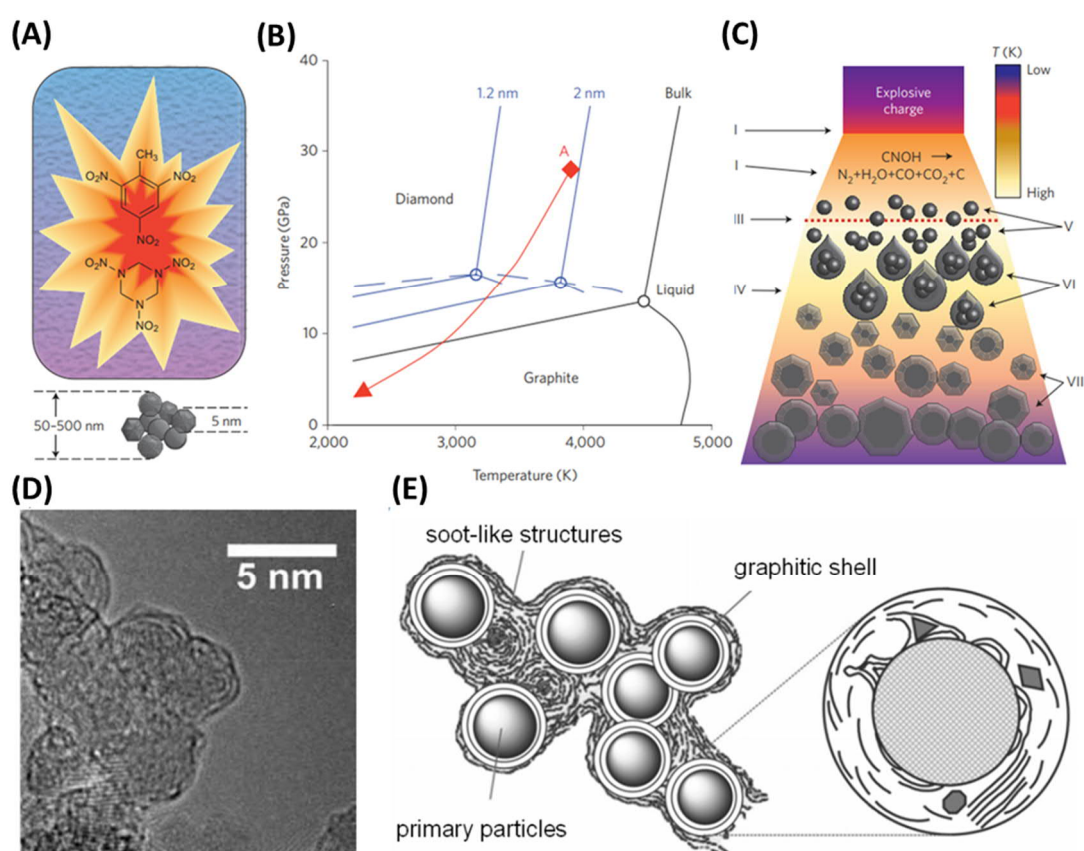 (A)
CH₃
O₂N
NO₂
NO₂
O₂N
NO₂
N
N
N
NO₂
50–500 nm
5 nm
(B)
40
30
20
10
0
Pressure (GPa)
1.2 nm
2 nm
Bulk
A
Diamond
Liquid
Graphite
2,000
3,000
4,000
5,000
Temperature (K)
(C)
T (K)
Low
High
Explosive
charge
I
I
CNOH →
N₂+H₂O+CO+CO₂+C
III
V
IV
VI
VII
(D)
5 nm
(E)
soot-like structures
graphitic shell
primary particles